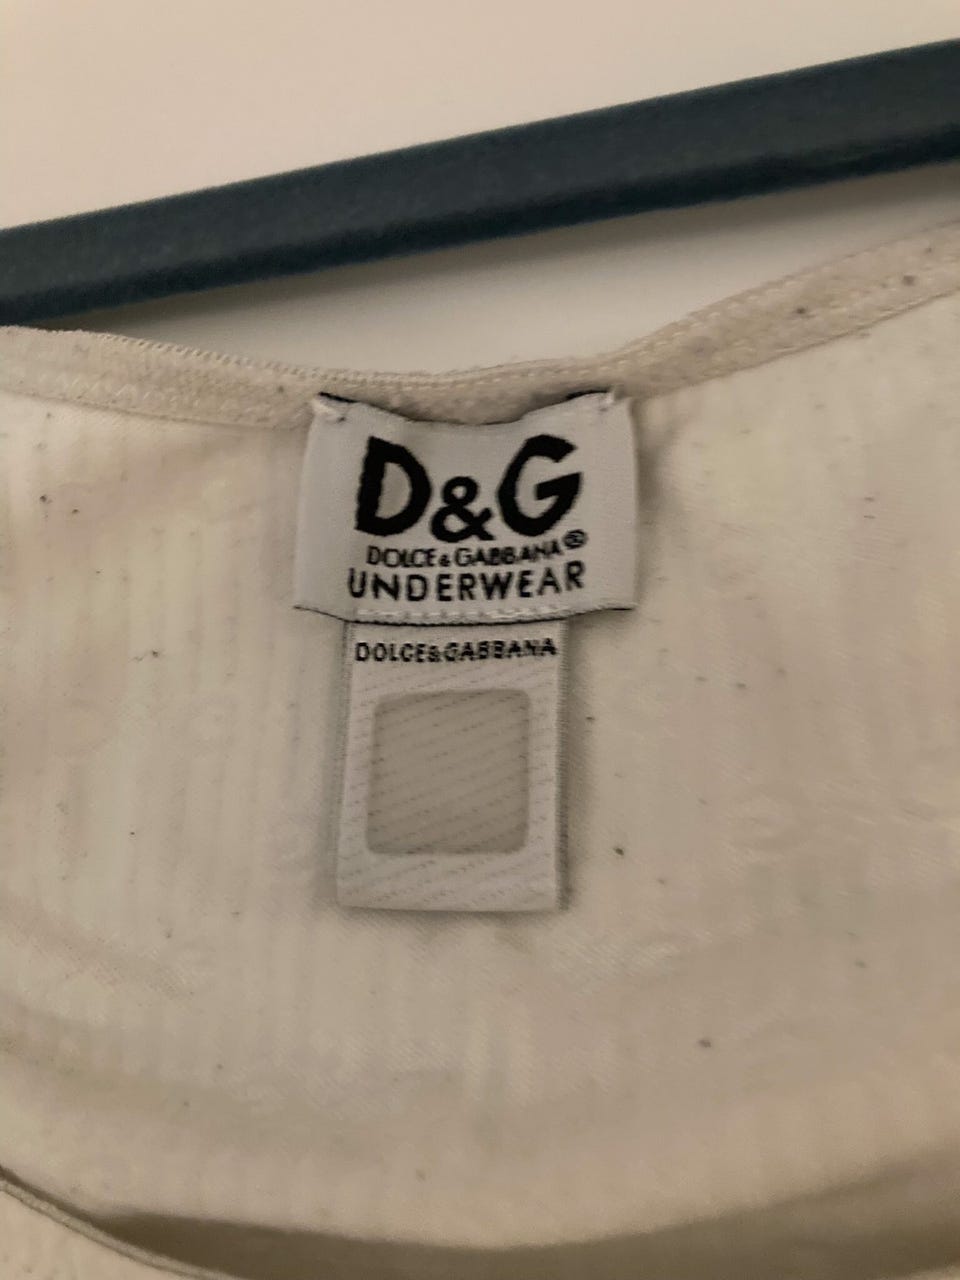 D&G
DOLCE & GABBANA®
UNDERWEAR
DOLCE&GABBANA